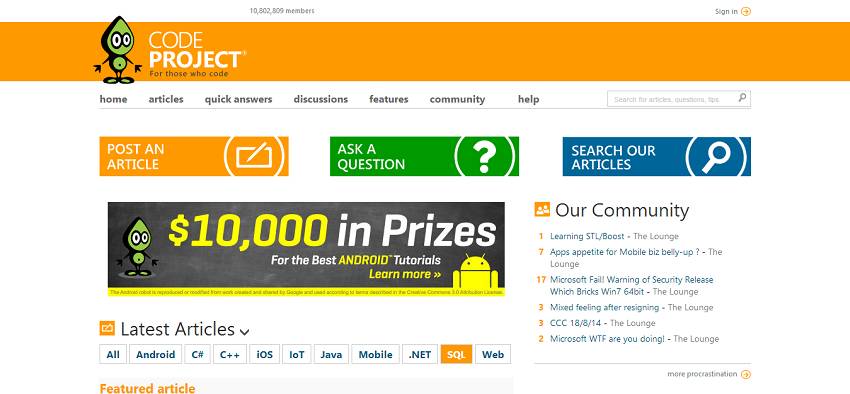 10,802,809 members
Sign in
CODE
PROJECT®
For those who code
home articles quick answers discussions features community help
Search for articles, questions, tips
POST AN
ARTICLE
ASK A
QUESTION
SEARCH OUR
ARTICLES
$10,000 in Prizes
For the Best ANDROID™ Tutorials
Learn more »
The Android robot is reproduced or modified from work created and shared by Google and used according to terms described in the Creative Commons 3.0 Attribution License.
Our Community
1 Learning STL/Boost - The Lounge
7 Apps appetite for Mobile biz belly-up ? - The
Lounge
17 Microsoft Fail! Warning of Security Release
Which Bricks Win7 64bit - The Lounge
3 Mixed feeling after resigning - The Lounge
3 CCC 18/8/14 - The Lounge
2 Microsoft WTF are you doing! - The Lounge
more procrastination
Latest Articles
All Android C# C++ iOS IoT Java Mobile .NET SQL Web
Featured article